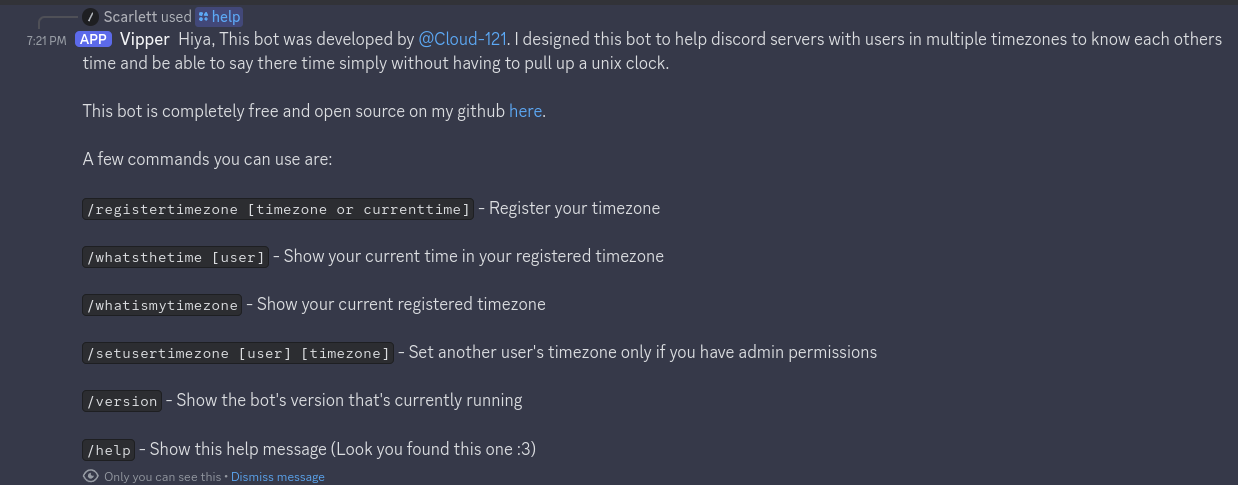 Scarlett used help
7:21 PM APP Vipper Hiya, This bot was developed by @Cloud-121. I designed this bot to help discord servers with users in multiple timezones to know each others
time and be able to say there time simply without having to pull up a unix clock.
This bot is completely free and open source on my github here.
A few commands you can use are:
/registertimezone [timezone or currenttime] - Register your timezone
/whatsthetime [user] - Show your current time in your registered timezone
/whatismytimezone - Show your current registered timezone
/setusertimezone [user] [timezone] - Set another user's timezone only if you have admin permissions
/version - Show the bot's version that's currently running
/help - Show this help message (Look you found this one :3)
Only you can see this • Dismiss message